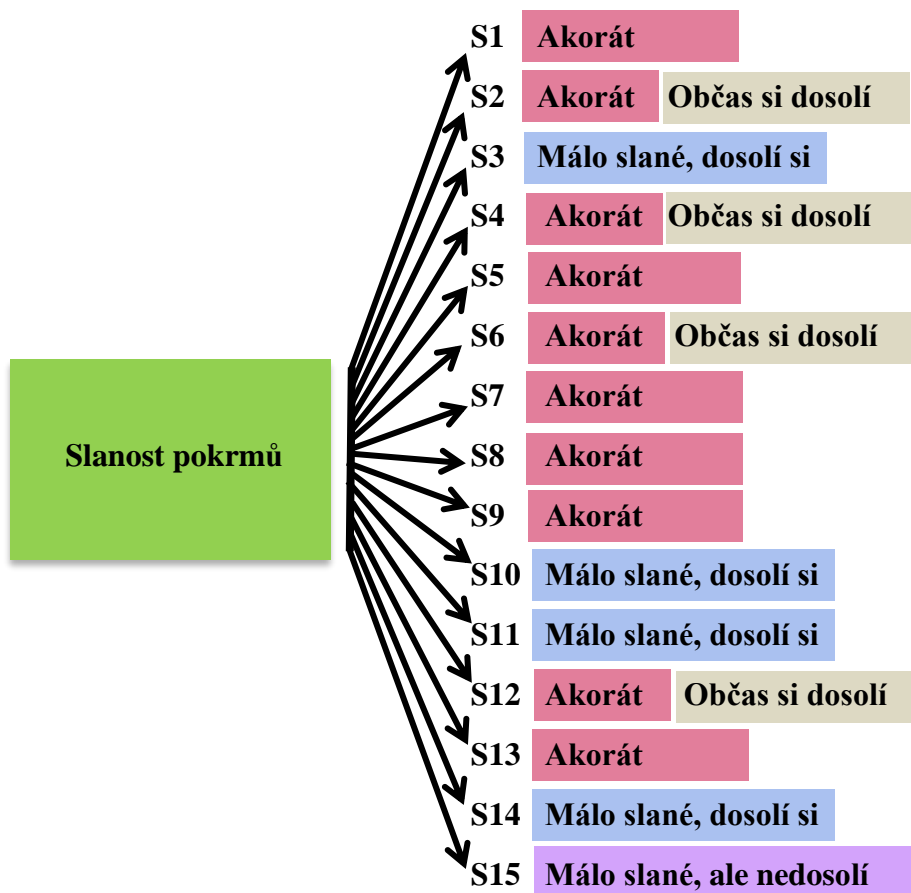 S1 Akorát
S2 Akorát Občas si dosolí
S3 Málo slané, dosolí si
S4 Akorát Občas si dosolí
S5 Akorát
S6 Akorát Občas si dosolí
S7 Akorát
Slanost pokrmů
S8 Akorát
S9 Akorát
S10 Málo slané, dosolí si
S11 Málo slané, dosolí si
S12 Akorát Občas si dosolí
S13 Akorát
S14 Málo slané, dosolí si
S15 Málo slané, ale nedosolí